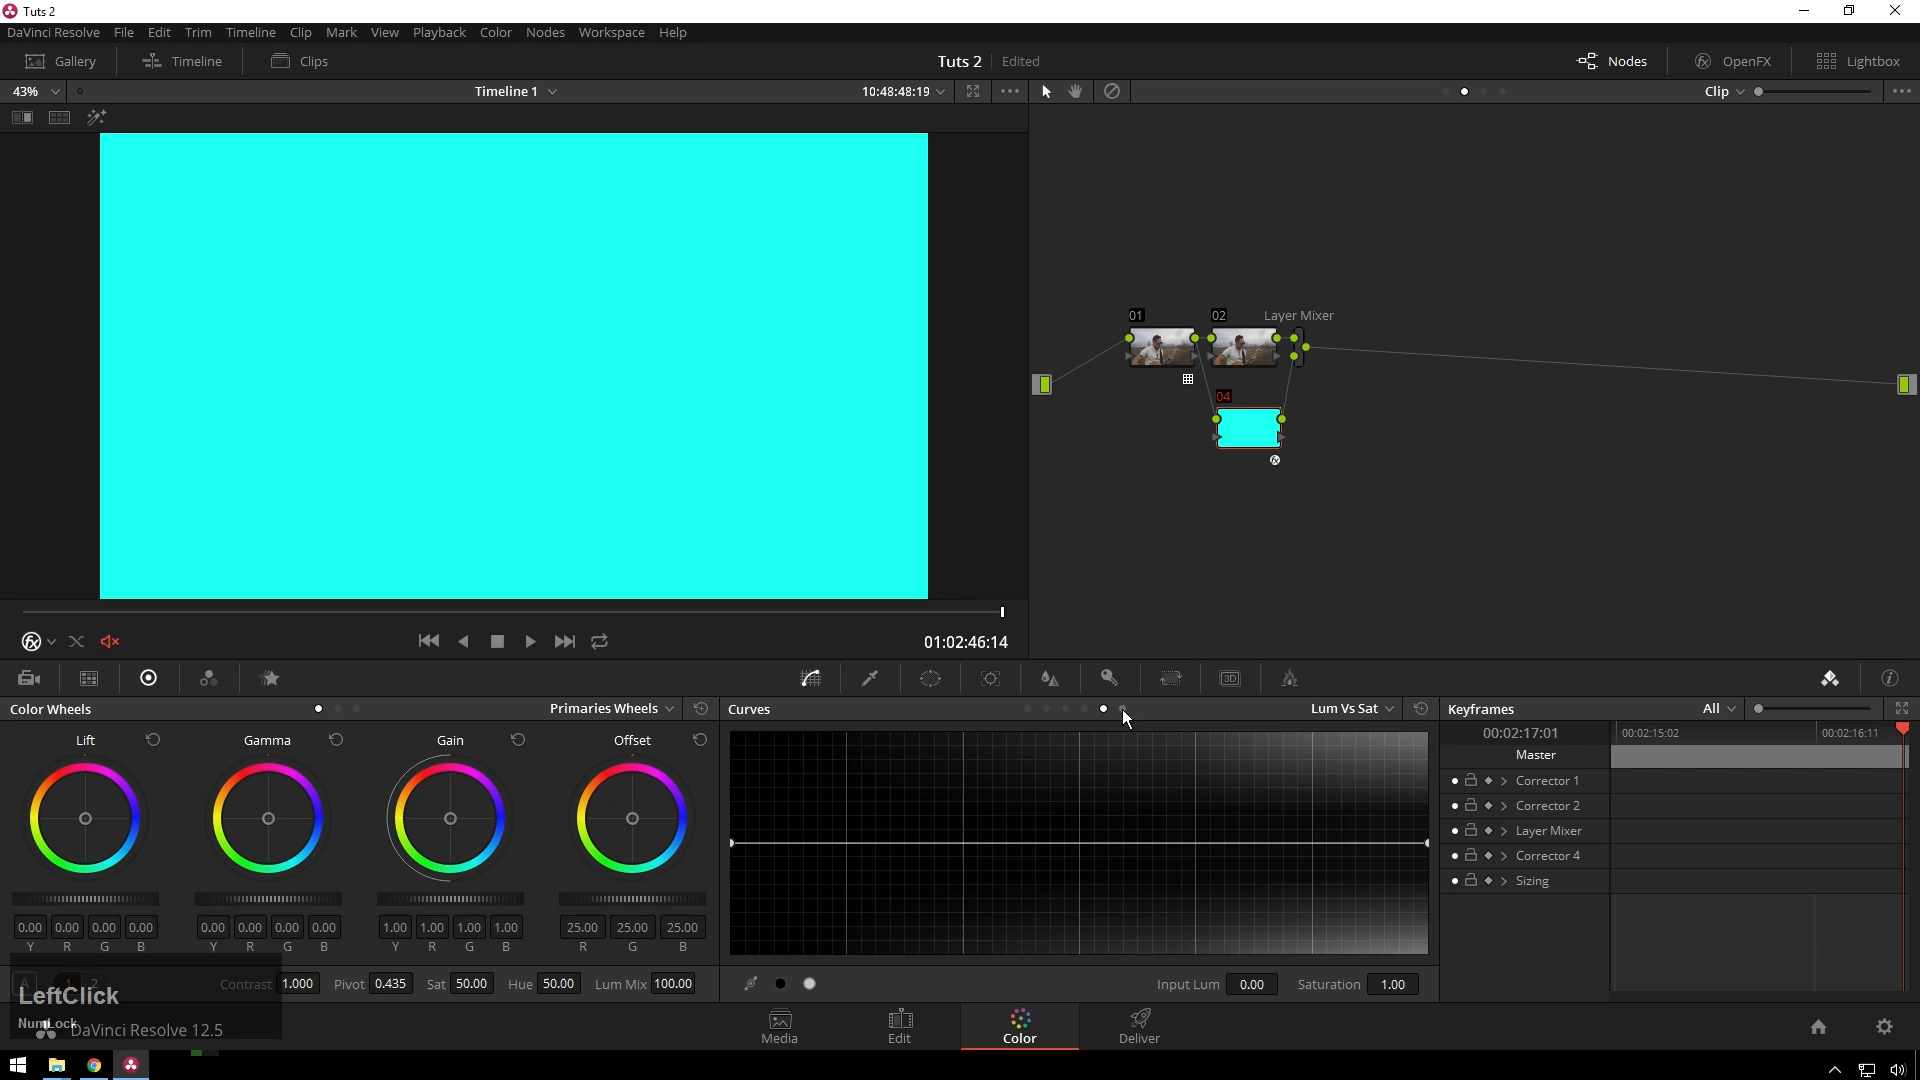 Tuts 2
DaVinci Resolve File Edit Trim Timeline Clip Mark View Playback Color Nodes Workspace Help
Gallery Timeline Clips Tuts 2 Edited Nodes OpenFX Lightbox
43% Timeline 1 10:48:48:19 Clip
01 02 Layer Mixer
04
fx
fx 01:02:46:14
3D
Color Wheels Primaries Wheels Curves Lum Vs Sat Keyframes All
Lift Gamma Gain Offset
00:02:17:01 00:02:15:02 00:02:16:11
Master
Corrector 1
Corrector 2
Layer Mixer
Corrector 4
Sizing
0.00 0.00 0.00 0.00 0.00 0.00 0.00 0.00 1.00 1.00 1.00 1.00 25.00 25.00 25.00
Y R G B Y R G B Y R G B R G B
A 1 2 Contrast 1.000 Pivot 0.435 Sat 50.00 Hue 50.00 Lum Mix 100.00 Input Lum 0.00 Saturation 1.00
LeftClick
NumLock
DaVinci Resolve 12.5
Media Edit Color Deliver